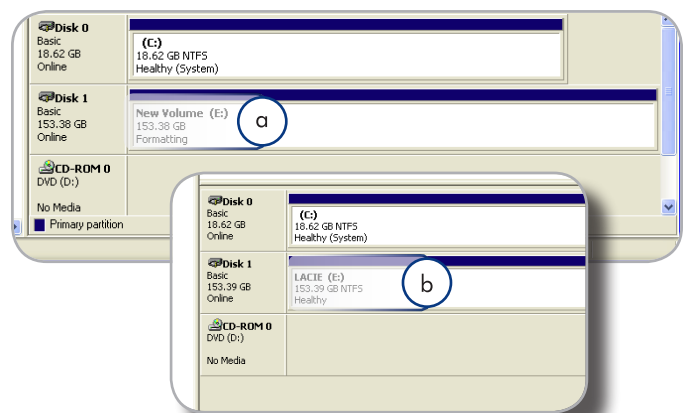 Disk 0
Basic
18.62 GB
Online
(C:)
18.62 GB NTFS
Healthy (System)
Disk 1
Basic
153.38 GB
Online
New Volume (E:)
153.38 GB
Formatting
a
CD-ROM 0
DVD (D:)
No Media
Primary partition
Disk 0
Basic
18.62 GB
Online
(C:)
18.62 GB NTFS
Healthy (System)
Disk 1
Basic
153.39 GB
Online
LACIE (E:)
153.39 GB NTFS
Healthy
b
CD-ROM 0
DVD (D:)
No Media